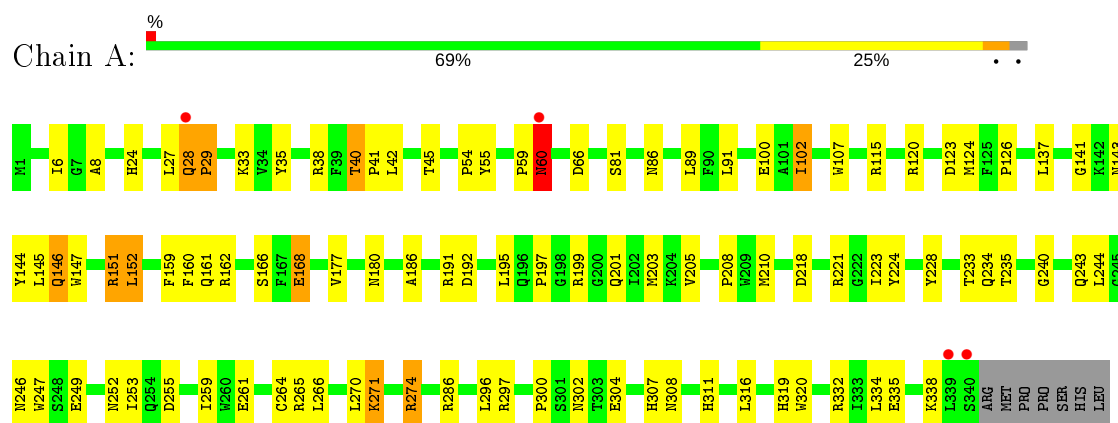 %
Chain A:
69% 25% • •
M1 I6 G7 A8 H24 L27 Q28 P29 K33 V34 Y35 R38 F39 T40 P41 L42 T45 P54 Y55 P59 N60 D66 S81 N86 L89 F90 L91 E100 A101 I102 W107 R115 R120 D123 M124 F125 P126 L137 G141 K142 N143
Y144 L145 Q146 W147 R151 L152 F159 F160 Q161 R162 S166 F167 E168 V177 N180 A186 R191 D192 L195 Q196 P197 G198 R199 G200 Q201 I202 M203 K204 V205 P208 W209 M210 D218 R221 G222 I223 Y224 Y228 T233 Q234 T235 G240 Q243 L244 G245
N246 W247 S248 E249 N252 I253 Q254 D255 I259 W260 E261 C264 R265 L266 L270 K271 R274 R286 L296 R297 P300 S301 N302 T303 E304 H307 N308 H311 L316 H319 W320 R332 I333 L334 E335 K338 L339 S340 ARG MET PRO PRO SER HIS LEU